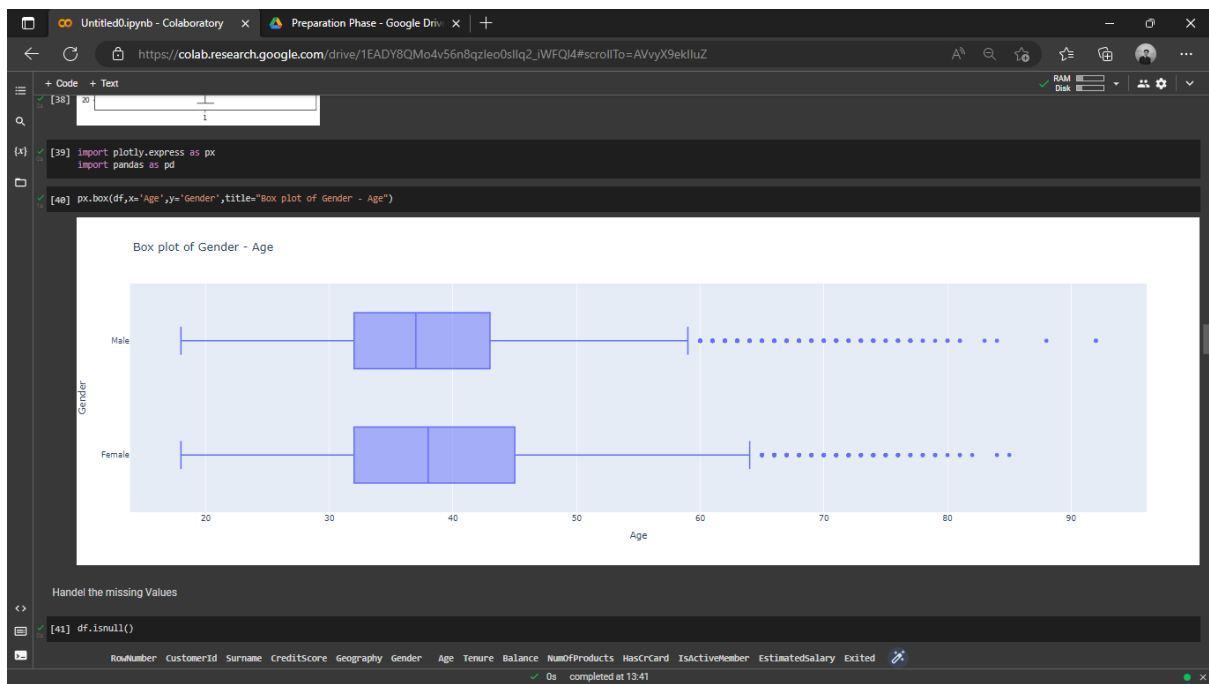 Untitled0.ipynb - Colaboratory
Preparation Phase - Google Driv
https://colab.research.google.com/drive/1EADY8QMo4v56n8qzleo0sIlq2_iWFQl4#scrollTo=AVvyX9ekIIuZ
+ Code + Text
RAM
Disk
[38] 20
1
[39] import plotly.express as px
import pandas as pd
[40] px.box(df,x='Age',y='Gender',title="Box plot of Gender - Age")
Box plot of Gender - Age
Male
Gender
Female
20 30 40 50 60 70 80 90
Age
Handel the missing Values
[41] df.isnull()
RowNumber CustomerId Surname CreditScore Geography Gender Age Tenure Balance NumOfProducts HasCrCard IsActiveMember EstimatedSalary Exited
0s completed at 13:41